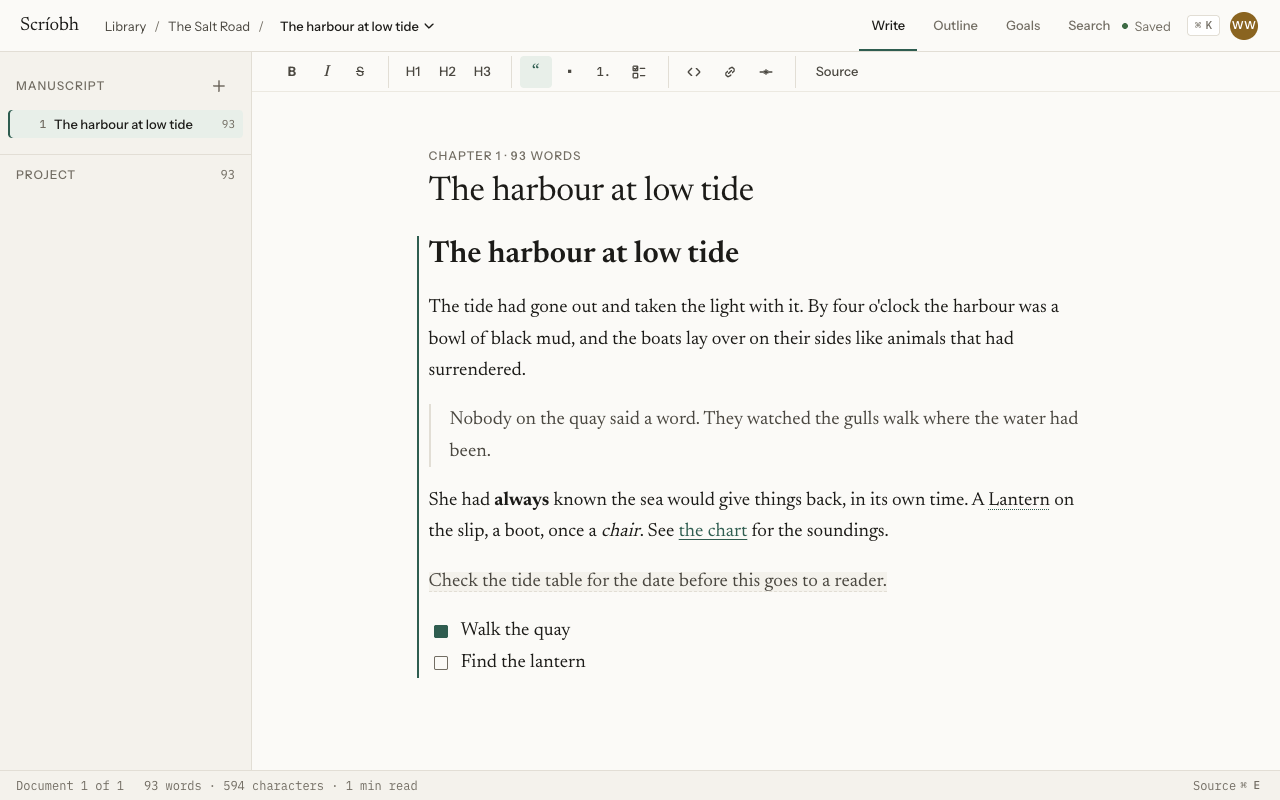 Scríobh
Library / The Salt Road / The harbour at low tide
Write Outline Goals Search Saved ⌘ K WW
MANUSCRIPT +
1 The harbour at low tide 93
PROJECT 93
B I S H1 H2 H3 “ ▪ 1. Source
CHAPTER 1 · 93 WORDS
The harbour at low tide
The harbour at low tide
The tide had gone out and taken the light with it. By four o'clock the harbour was a
bowl of black mud, and the boats lay over on their sides like animals that had
surrendered.
Nobody on the quay said a word. They watched the gulls walk where the water had
been.
She had always known the sea would give things back, in its own time. A Lantern on
the slip, a boot, once a chair. See the chart for the soundings.
Check the tide table for the date before this goes to a reader.
Walk the quay
Find the lantern
Document 1 of 1 93 words · 594 characters · 1 min read Source ⌘ E